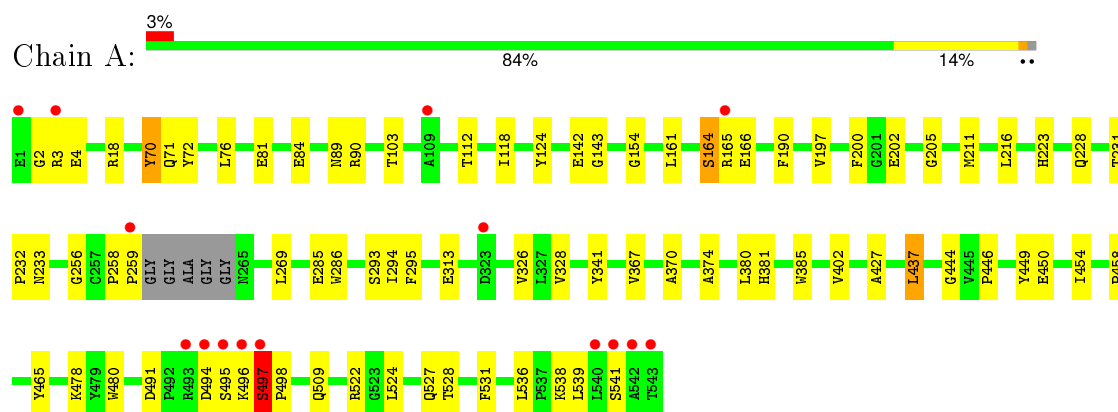 3%
Chain A:
84% 14% ••
E1 G2 R3 E4 R18 Y70 Q71 Y72 L76 E81 E84 N89 R90 T103 A109 T112 I118 Y124 E142 G143 G154 L161 S164 R165 E166 F190 V197 F200 G201 E202 G205 M211 L216 H223 Q228 T231
P232 N233 G256 C257 P258 P259 GLY GLY ALA GLY GLY N265 L269 E285 W286 S293 I294 F295 E313 D323 V326 L327 V328 Y341 V367 A370 A374 L380 H381 W385 V402 A427 L437 G444 V445 P446 Y449 E450 I454
Y465 K478 Y479 W480 D491 P492 R493 D494 S495 K496 S497 P498 Q509 R522 G523 L524 Q527 T528 F531 L536 P537 K538 L539 L540 S541 A542 T543